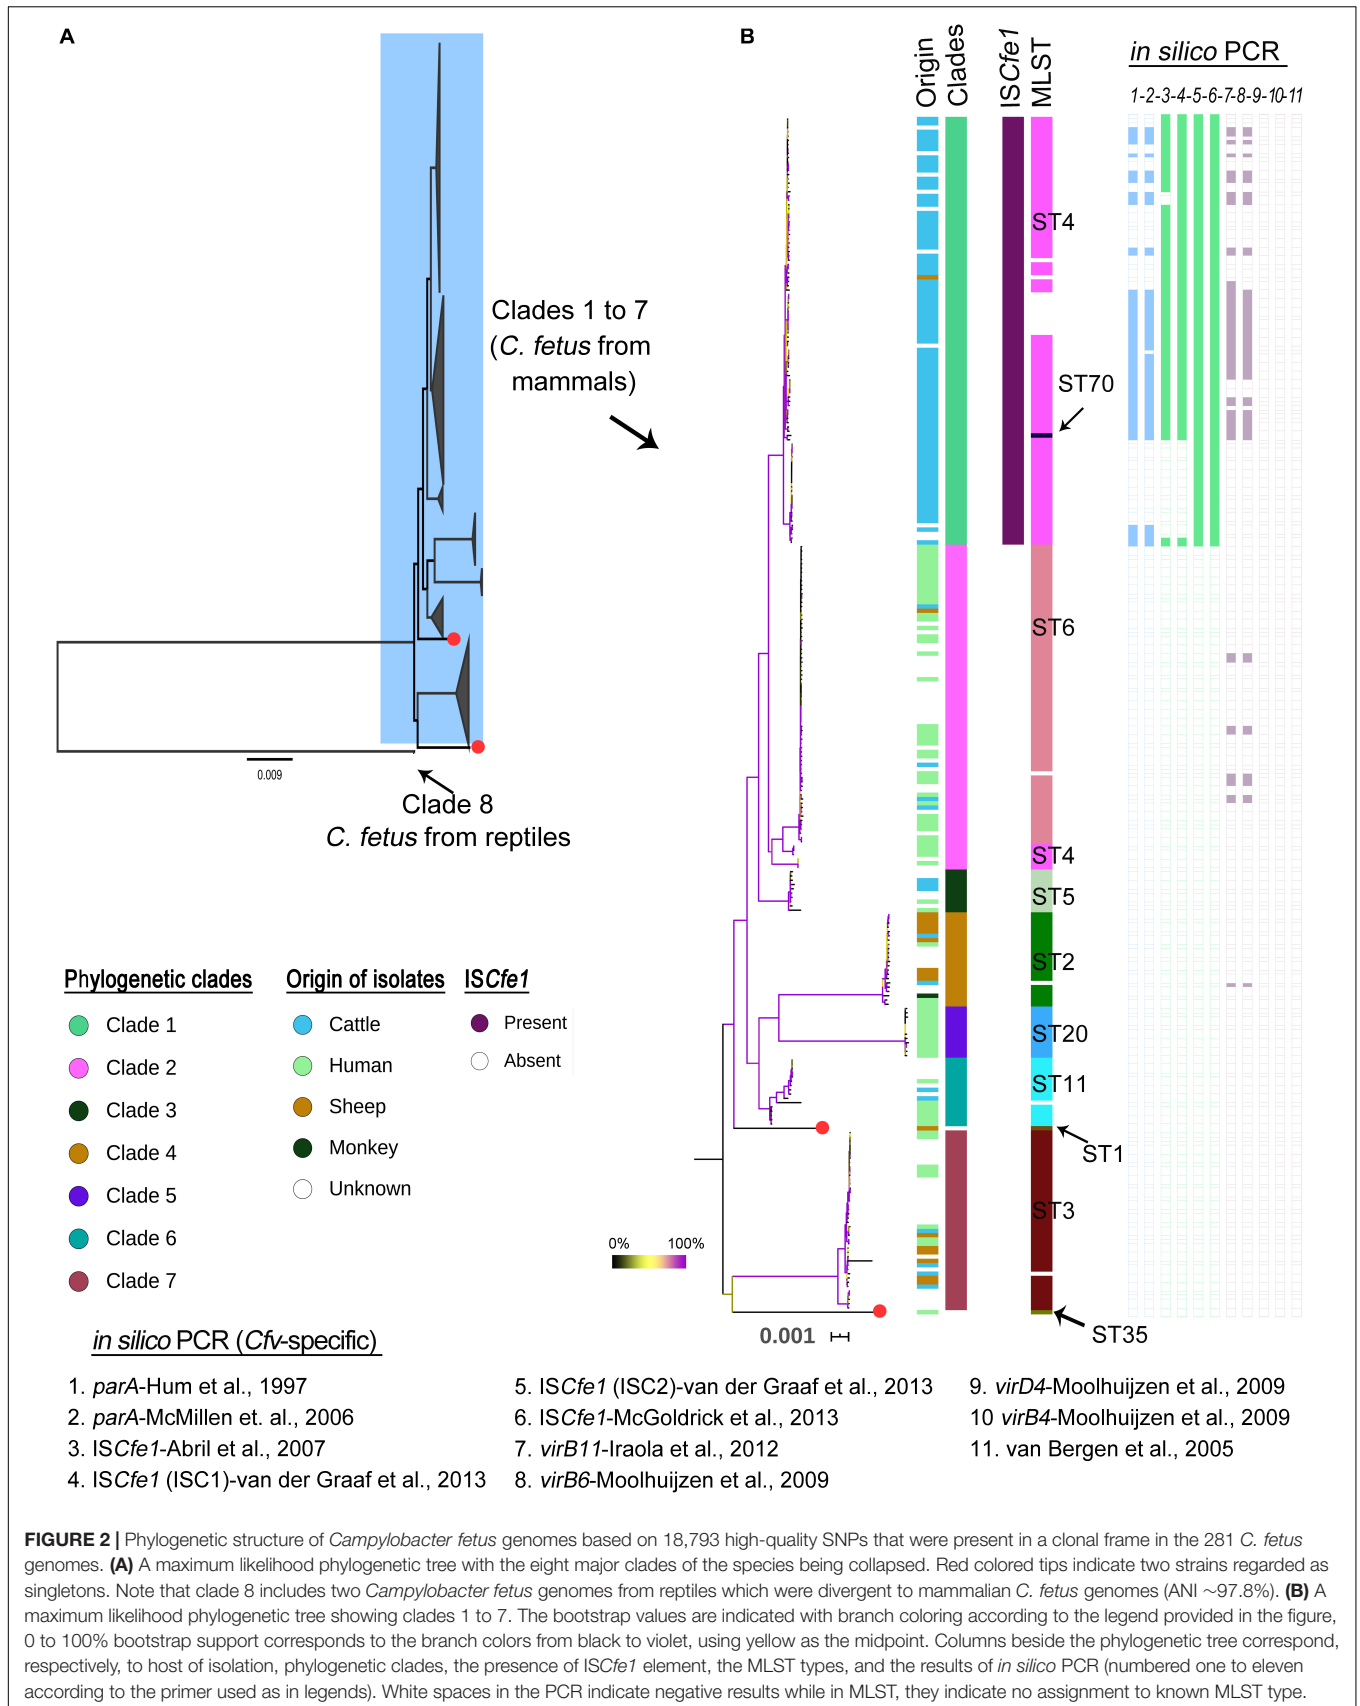 A
B
Origin
Clades
ISCfe1
MLST
in silico PCR
1-2-3-4-5-6-7-8-9-10-11
ST4
Clades 1 to 7
(C. fetus from
mammals)
ST70
ST6
0.009
Clade 8
C. fetus from reptiles
ST4
ST5
ST2
ST20
ST11
ST1
ST3
ST35
Phylogenetic clades
Clade 1
Clade 2
Clade 3
Clade 4
Clade 5
Clade 6
Clade 7
Origin of isolates
Cattle
Human
Sheep
Monkey
Unknown
ISCfe1
Present
Absent
0% 100%
0.001
in silico PCR (Cfv-specific)
1. parA-Hum et al., 1997
2. parA-McMillen et. al., 2006
3. ISCfe1-Abril et al., 2007
4. ISCfe1 (ISC1)-van der Graaf et al., 2013
5. ISCfe1 (ISC2)-van der Graaf et al., 2013
6. ISCfe1-McGoldrick et al., 2013
7. virB11-Iraola et al., 2012
8. virB6-Moolhuijzen et al., 2009
9. virD4-Moolhuijzen et al., 2009
10 virB4-Moolhuijzen et al., 2009
11. van Bergen et al., 2005
FIGURE 2 | Phylogenetic structure of Campylobacter fetus genomes based on 18,793 high-quality SNPs that were present in a clonal frame in the 281 C. fetus
genomes. (A) A maximum likelihood phylogenetic tree with the eight major clades of the species being collapsed. Red colored tips indicate two strains regarded as
singletons. Note that clade 8 includes two Campylobacter fetus genomes from reptiles which were divergent to mammalian C. fetus genomes (ANI ~97.8%). (B) A
maximum likelihood phylogenetic tree showing clades 1 to 7. The bootstrap values are indicated with branch coloring according to the legend provided in the figure,
0 to 100% bootstrap support corresponds to the branch colors from black to violet, using yellow as the midpoint. Columns beside the phylogenetic tree correspond,
respectively, to host of isolation, phylogenetic clades, the presence of ISCfe1 element, the MLST types, and the results of in silico PCR (numbered one to eleven
according to the primer used as in legends). White spaces in the PCR indicate negative results while in MLST, they indicate no assignment to known MLST type.